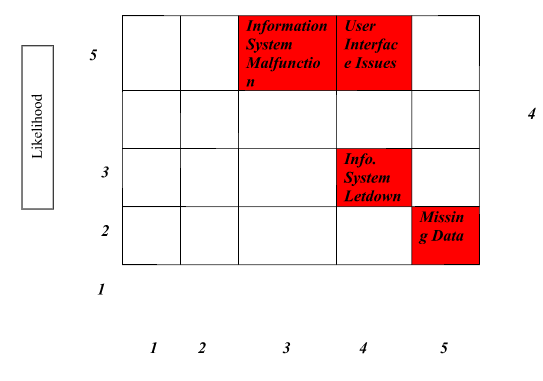 Likelihood
5
Information
System
Malfunctio
n
User
Interfac
e Issues
4
3
Info.
System
Letdown
2
Missin
g Data
1
1 2 3 4 5